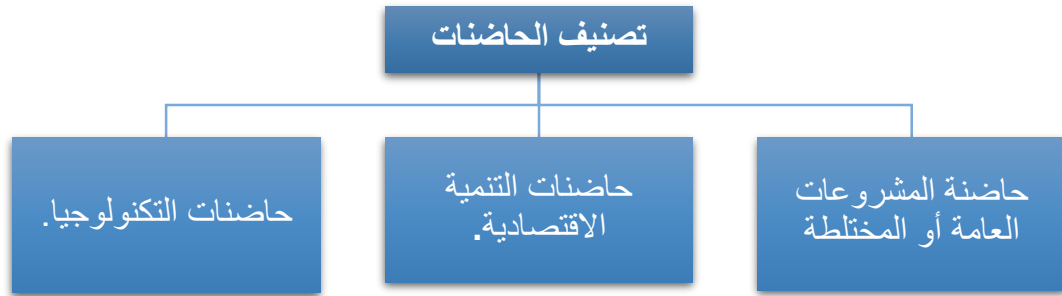 تصنيف الحاضنات
حاضنة المشروعات
العامة أو المختلطة
حاضنات التنمية
الاقتصادية.
حاضنات التكنولوجيا.